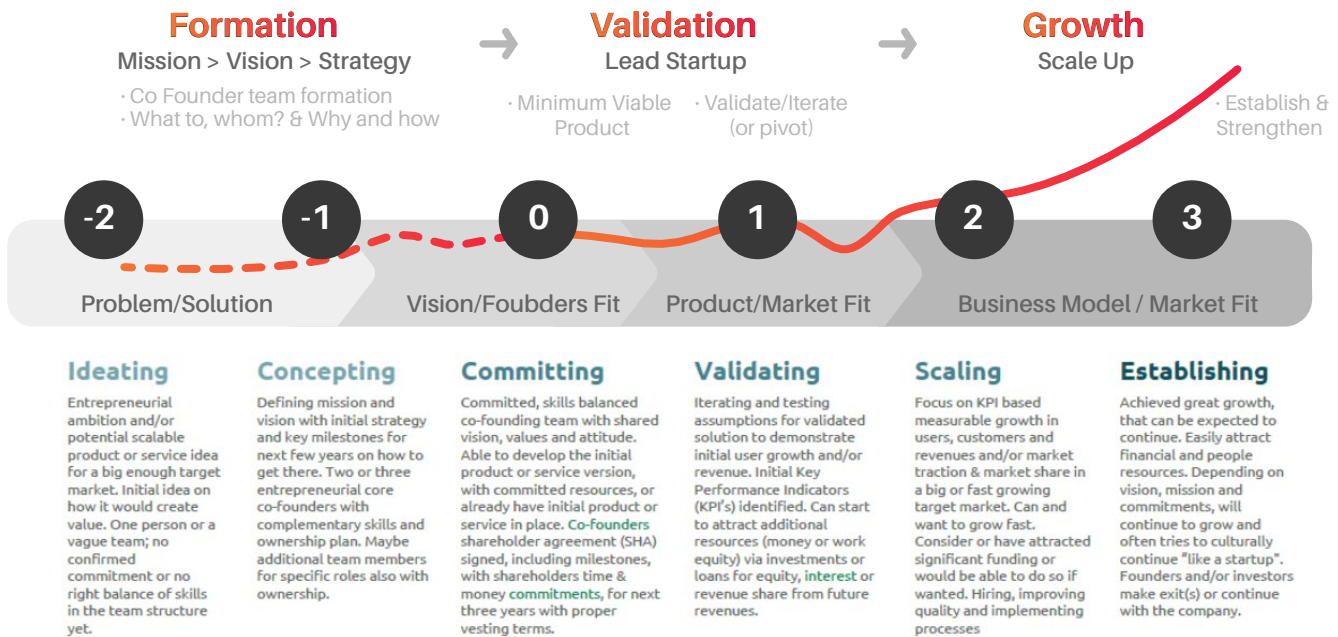 Formation
Mission > Vision > Strategy
· Co Founder team formation
· What to, whom? & Why and how
Validation
Lead Startup
· Minimum Viable
Product
· Validate/Iterate
(or pivot)
Growth
Scale Up
· Establish &
Strengthen
-2
-1
0
1
2
3
Problem/Solution
Vision/Foubders Fit
Product/Market Fit
Business Model / Market Fit
Ideating
Entrepreneurial
ambition and/or
potential scalable
product or service idea
for a big enough target
market. Initial idea on
how it would create
value. One person or a
vague team; no
confirmed
commitment or no
right balance of skills
in the team structure
yet.
Concepting
Defining mission and
vision with initial strategy
and key milestones for
next few years on how to
get there. Two or three
entrepreneurial core
co-founders with
complementary skills and
ownership plan. Maybe
additional team members
for specific roles also with
ownership.
Committing
Committed, skills balanced
co-founding team with shared
vision, values and attitude.
Able to develop the initial
product or service version,
with committed resources, or
already have initial product or
service in place. Co-founders
shareholder agreement (SHA)
signed, including milestones,
with shareholders time &
money commitments, for next
three years with proper
vesting terms.
Validating
Iterating and testing
assumptions for validated
solution to demonstrate
initial user growth and/or
revenue. Initial Key
Performance Indicators
(KPI's) identified. Can start
to attract additional
resources (money or work
equity) via investments or
loans for equity, interest or
revenue share from future
revenues.
Scaling
Focus on KPI based
measurable growth in
users, customers and
revenues and/or market
traction & market share in
a big or fast growing
target market. Can and
want to grow fast.
Consider or have attracted
significant funding or
would be able to do so if
wanted. Hiring, improving
quality and implementing
processes
Establishing
Achieved great growth,
that can be expected to
continue. Easily attract
financial and people
resources. Depending on
vision, mission and
commitments, will
continue to grow and
often tries to culturally
continue "like a startup".
Founders and/or investors
make exit(s) or continue
with the company.